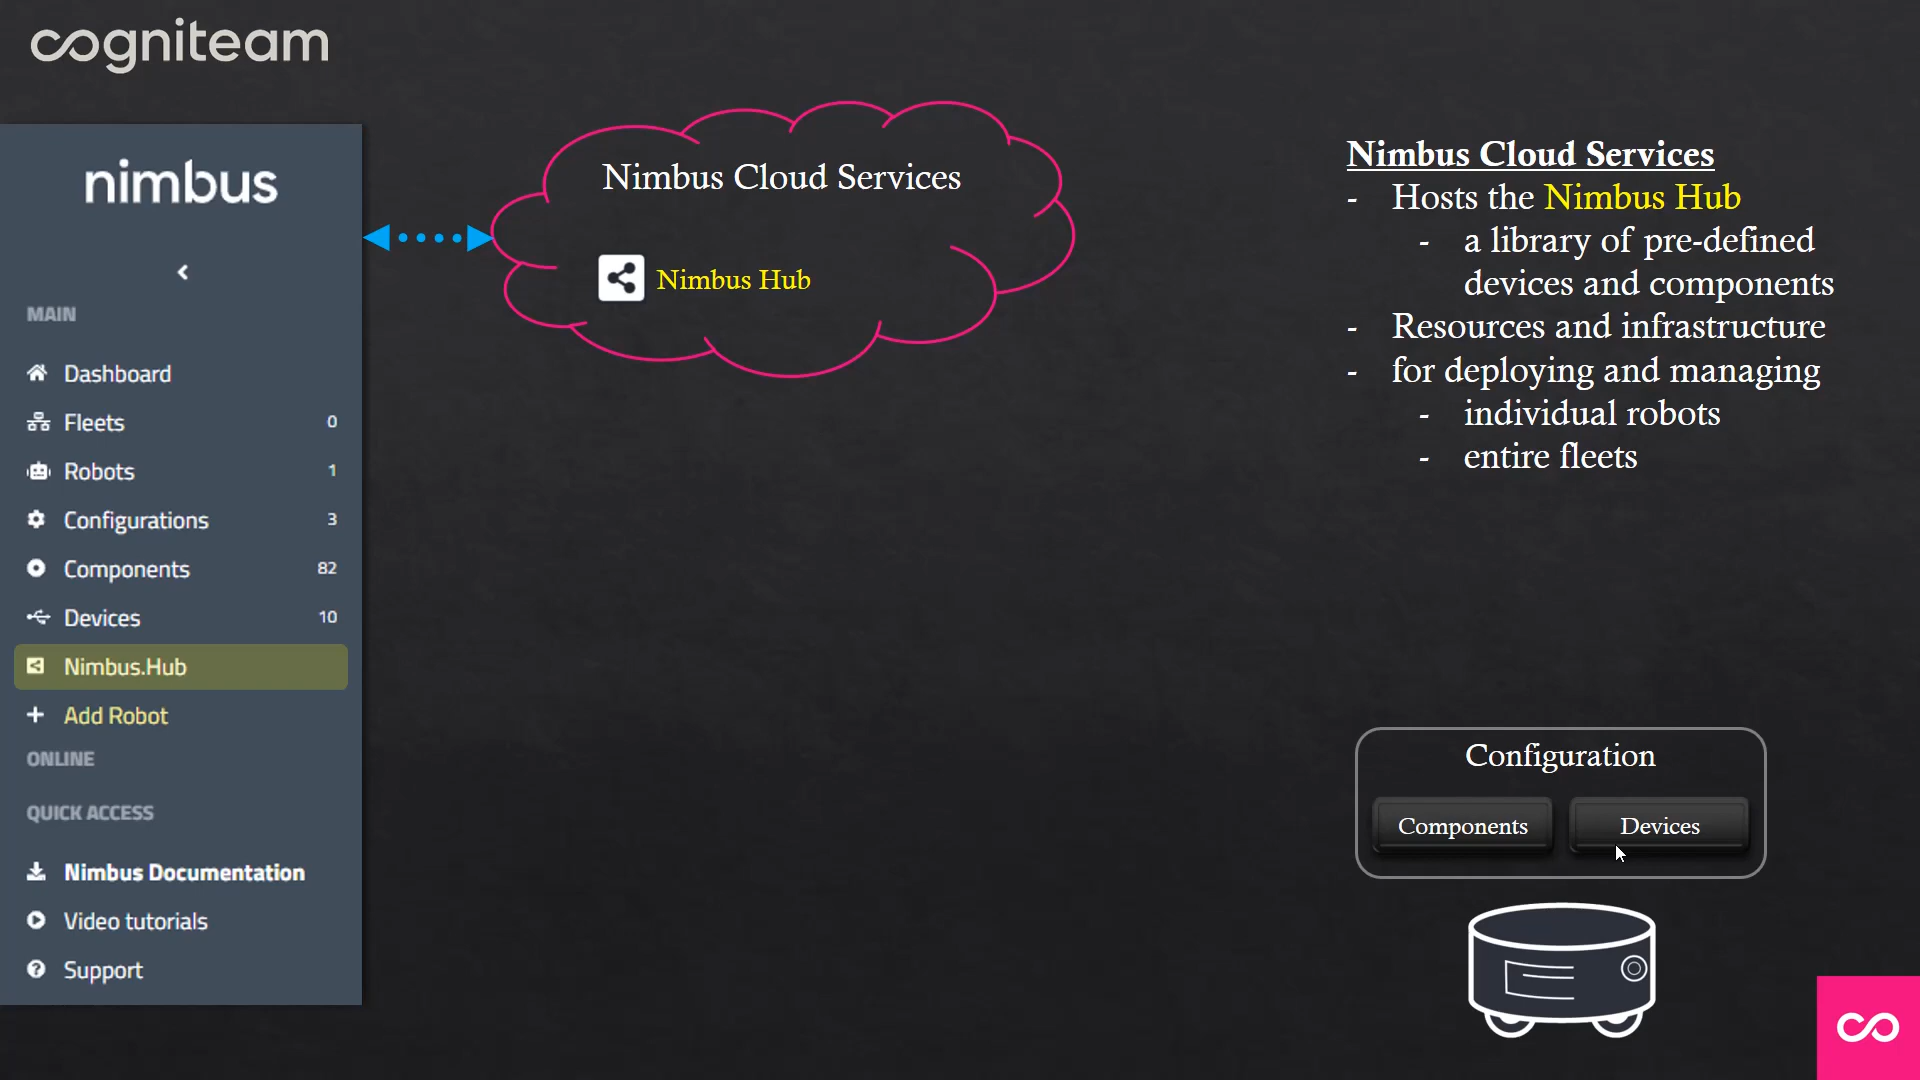 cogniteam
nimbus
MAIN
Dashboard
Fleets 0
Robots 1
Configurations 3
Components 82
Devices 10
Nimbus.Hub
Add Robot
ONLINE
QUICK ACCESS
Nimbus Documentation
Video tutorials
Support
Nimbus Cloud Services
Nimbus Hub
Nimbus Cloud Services
- Hosts the Nimbus Hub
- a library of pre-defined
devices and components
- Resources and infrastructure
- for deploying and managing
- individual robots
- entire fleets
Configuration
Components Devices